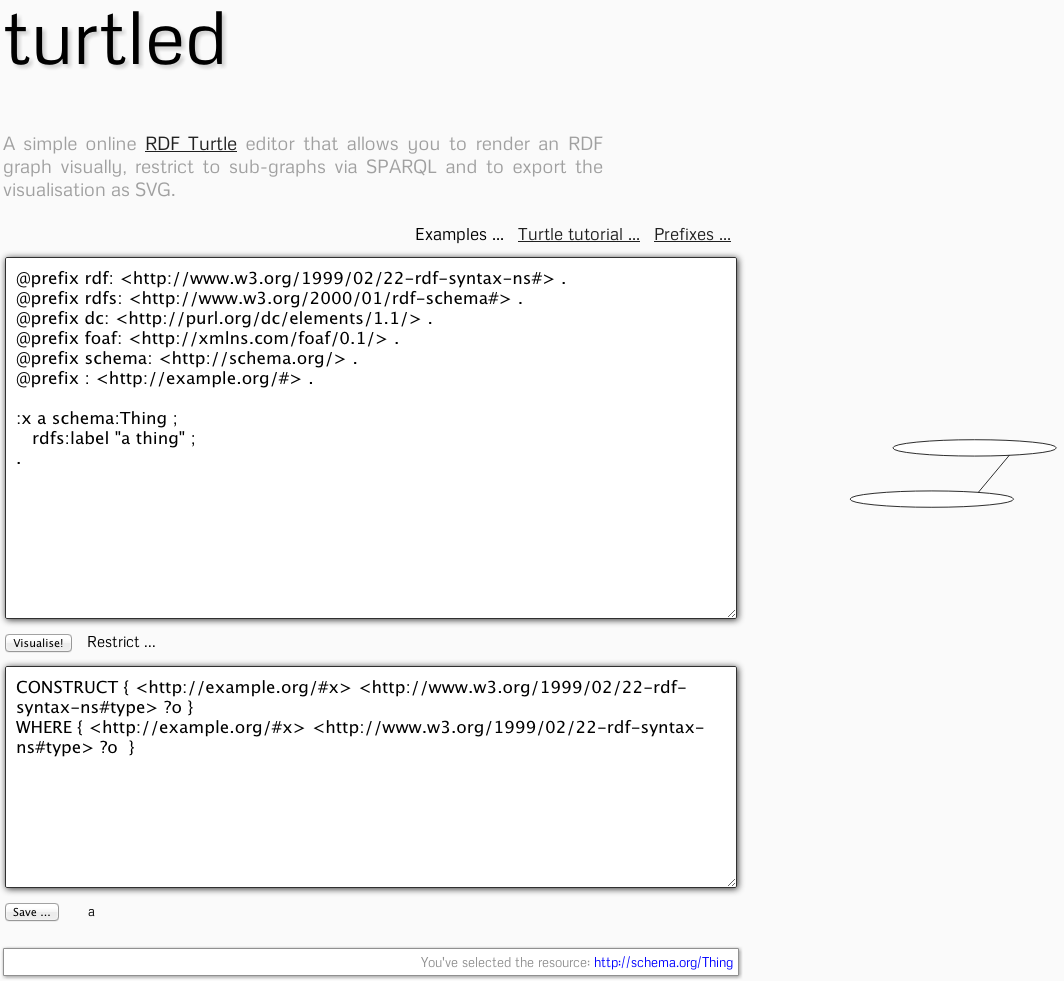 turtled
A simple online RDF Turtle editor that allows you to render an RDF
graph visually, restrict to sub-graphs via SPARQL and to export the
visualisation as SVG.
Examples ... Turtle tutorial ... Prefixes ...
@prefix rdf: <http://www.w3.org/1999/02/22-rdf-syntax-ns#> .
@prefix rdfs: <http://www.w3.org/2000/01/rdf-schema#> .
@prefix dc: <http://purl.org/dc/elements/1.1/> .
@prefix foaf: <http://xmlns.com/foaf/0.1/> .
@prefix schema: <http://schema.org/> .
@prefix : <http://example.org/#> .
:x a schema:Thing ;
rdfs:label "a thing" ;
.
Visualise! Restrict ...
CONSTRUCT { <http://example.org/#x> <http://www.w3.org/1999/02/22-rdf-
syntax-ns#type> ?o }
WHERE { <http://example.org/#x> <http://www.w3.org/1999/02/22-rdf-syntax-
ns#type> ?o }
Save ... a
You've selected the resource: http://schema.org/Thing